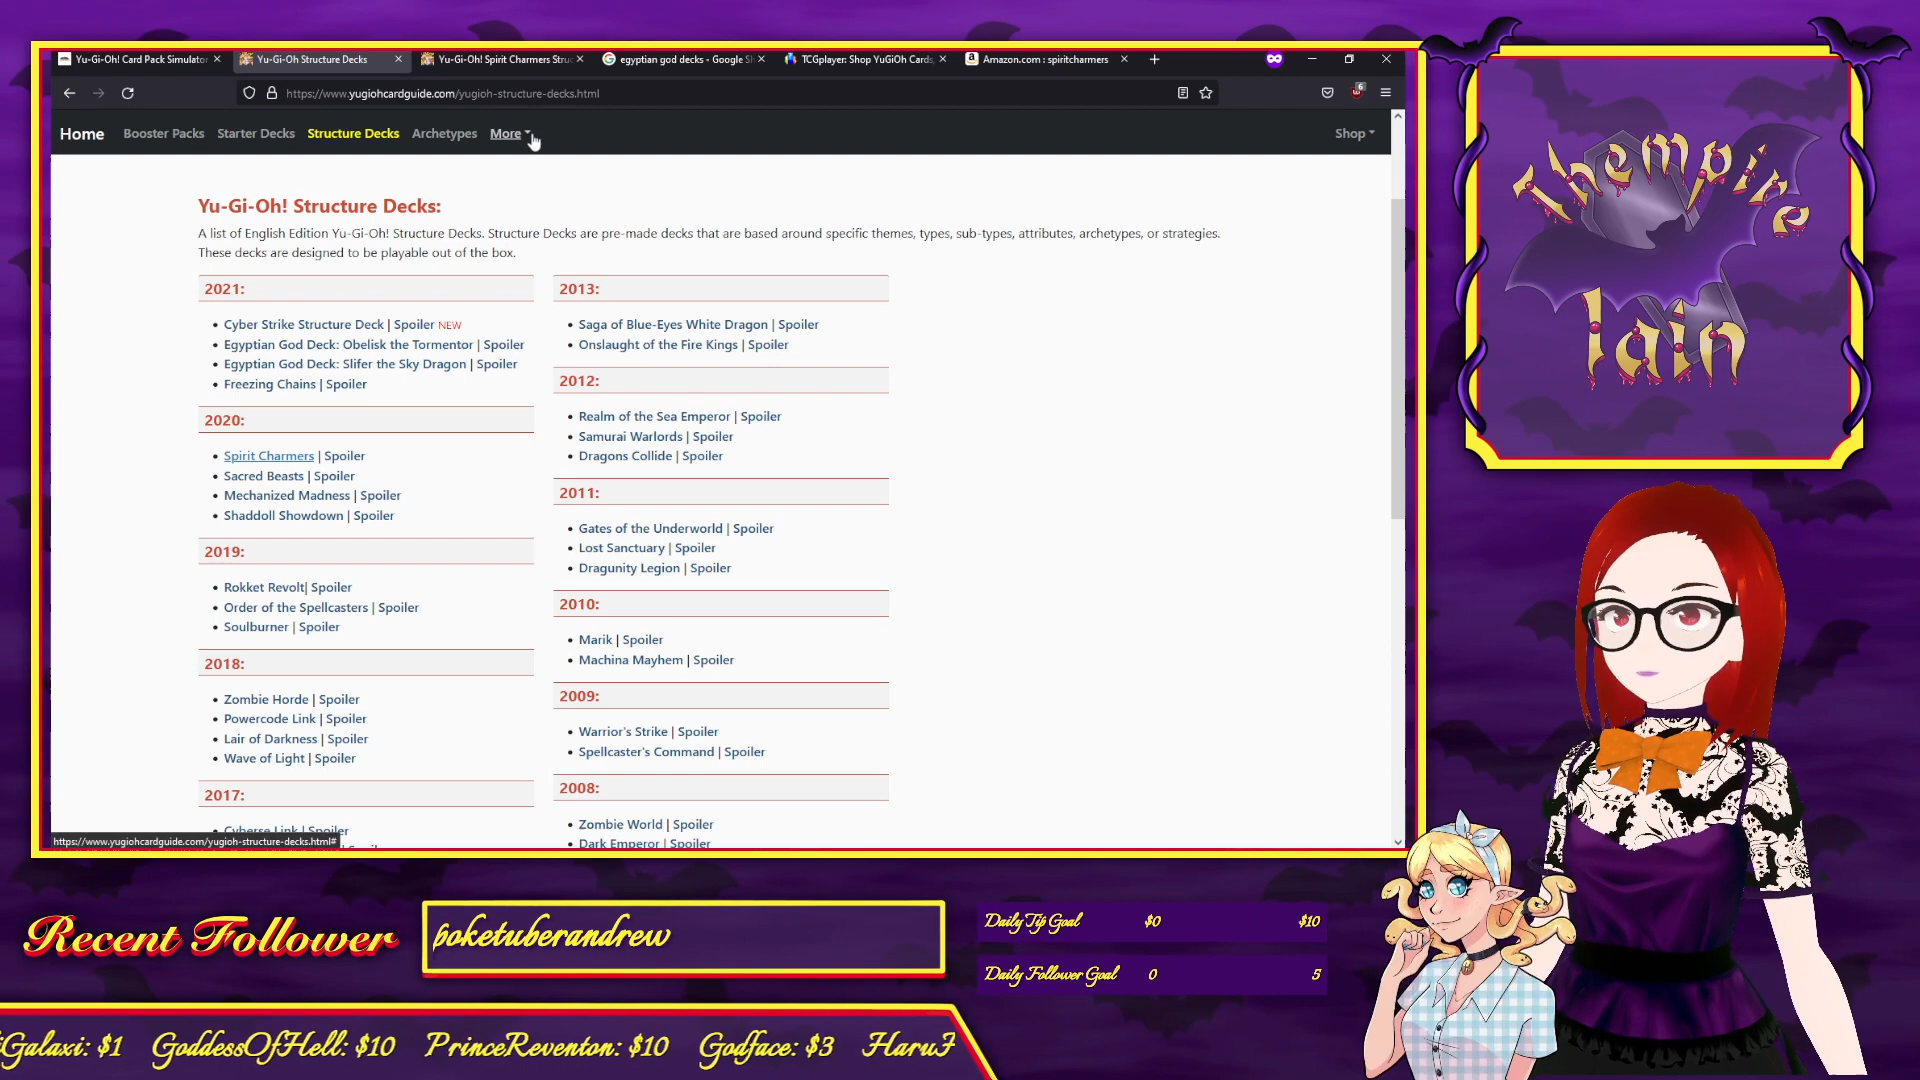 Yu-Gi-Oh! Card Pack Simulator
Yu-Gi-Oh Structure Decks
Yu-Gi-Oh! Spirit Charmers Struc
egyptian god decks - Google Sh
TCGplayer: Shop YuGiOh Cards,
Amazon.com : spiritcharmers
https://www.yugiohcardguide.com/yugioh-structure-decks.html
6
Home
Booster Packs
Starter Decks
Structure Decks
Archetypes
More
Shop
Yu-Gi-Oh! Structure Decks:
A list of English Edition Yu-Gi-Oh! Structure Decks. Structure Decks are pre-made decks that are based around specific themes, types, sub-types, attributes, archetypes, or strategies.
These decks are designed to be playable out of the box.
2021:
Cyber Strike Structure Deck | Spoiler NEW
Egyptian God Deck: Obelisk the Tormentor | Spoiler
Egyptian God Deck: Slifer the Sky Dragon | Spoiler
Freezing Chains | Spoiler
2020:
Spirit Charmers | Spoiler
Sacred Beasts | Spoiler
Mechanized Madness | Spoiler
Shaddoll Showdown | Spoiler
2019:
Rokket Revolt| Spoiler
Order of the Spellcasters | Spoiler
Soulburner | Spoiler
2018:
Zombie Horde | Spoiler
Powercode Link | Spoiler
Lair of Darkness | Spoiler
Wave of Light | Spoiler
2017:
Cyberse Link | Spoiler
2013:
Saga of Blue-Eyes White Dragon | Spoiler
Onslaught of the Fire Kings | Spoiler
2012:
Realm of the Sea Emperor | Spoiler
Samurai Warlords | Spoiler
Dragons Collide | Spoiler
2011:
Gates of the Underworld | Spoiler
Lost Sanctuary | Spoiler
Dragunity Legion | Spoiler
2010:
Marik | Spoiler
Machina Mayhem | Spoiler
2009:
Warrior's Strike | Spoiler
Spellcaster's Command | Spoiler
2008:
Zombie World | Spoiler
Dark Emperor | Spoiler
https://www.yugiohcardguide.com/yugioh-structure-decks.html#
Thempire
Iain
Recent Follower
poketuberandrew
Daily Tip Goal $0 $10
Daily Follower Goal 0 5
Galaxi: $1 GoddessOfHell: $10 PrinceReventon: $10 Godface: $3 HaruF